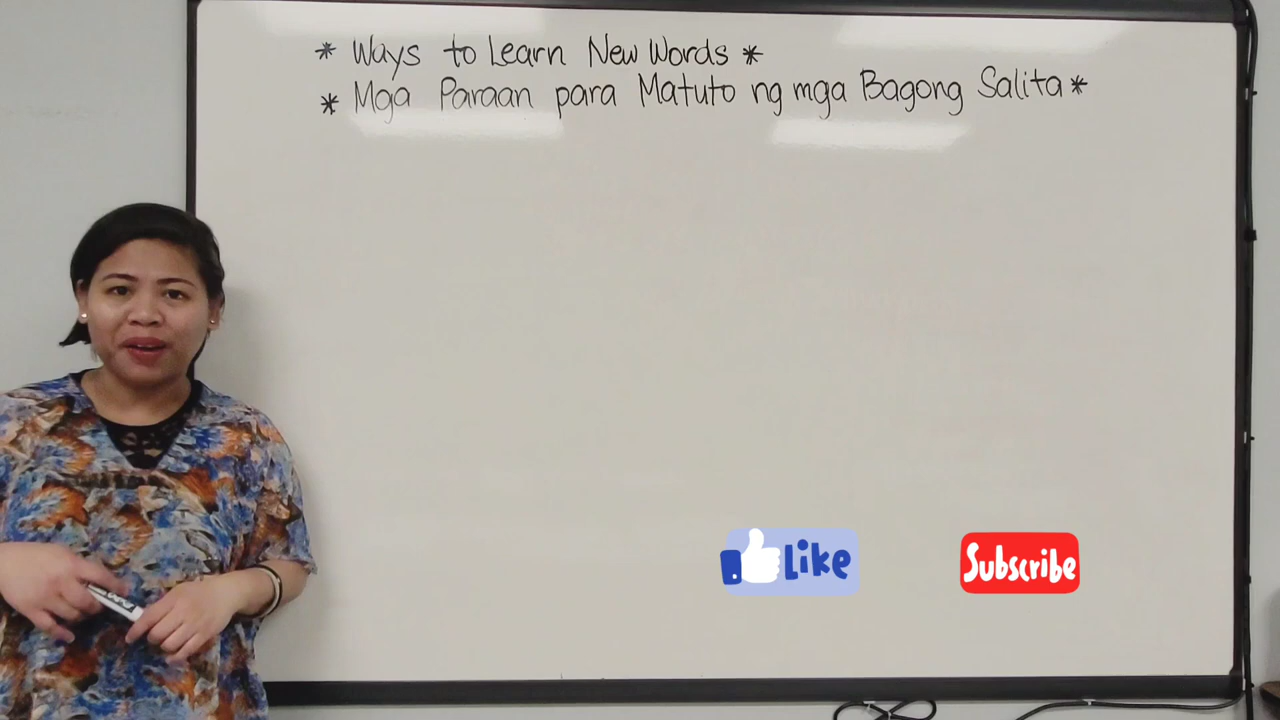 * Ways to Learn New Words *
* Mga Paraan para Matuto ng mga Bagong Salita *
Like
Subscribe